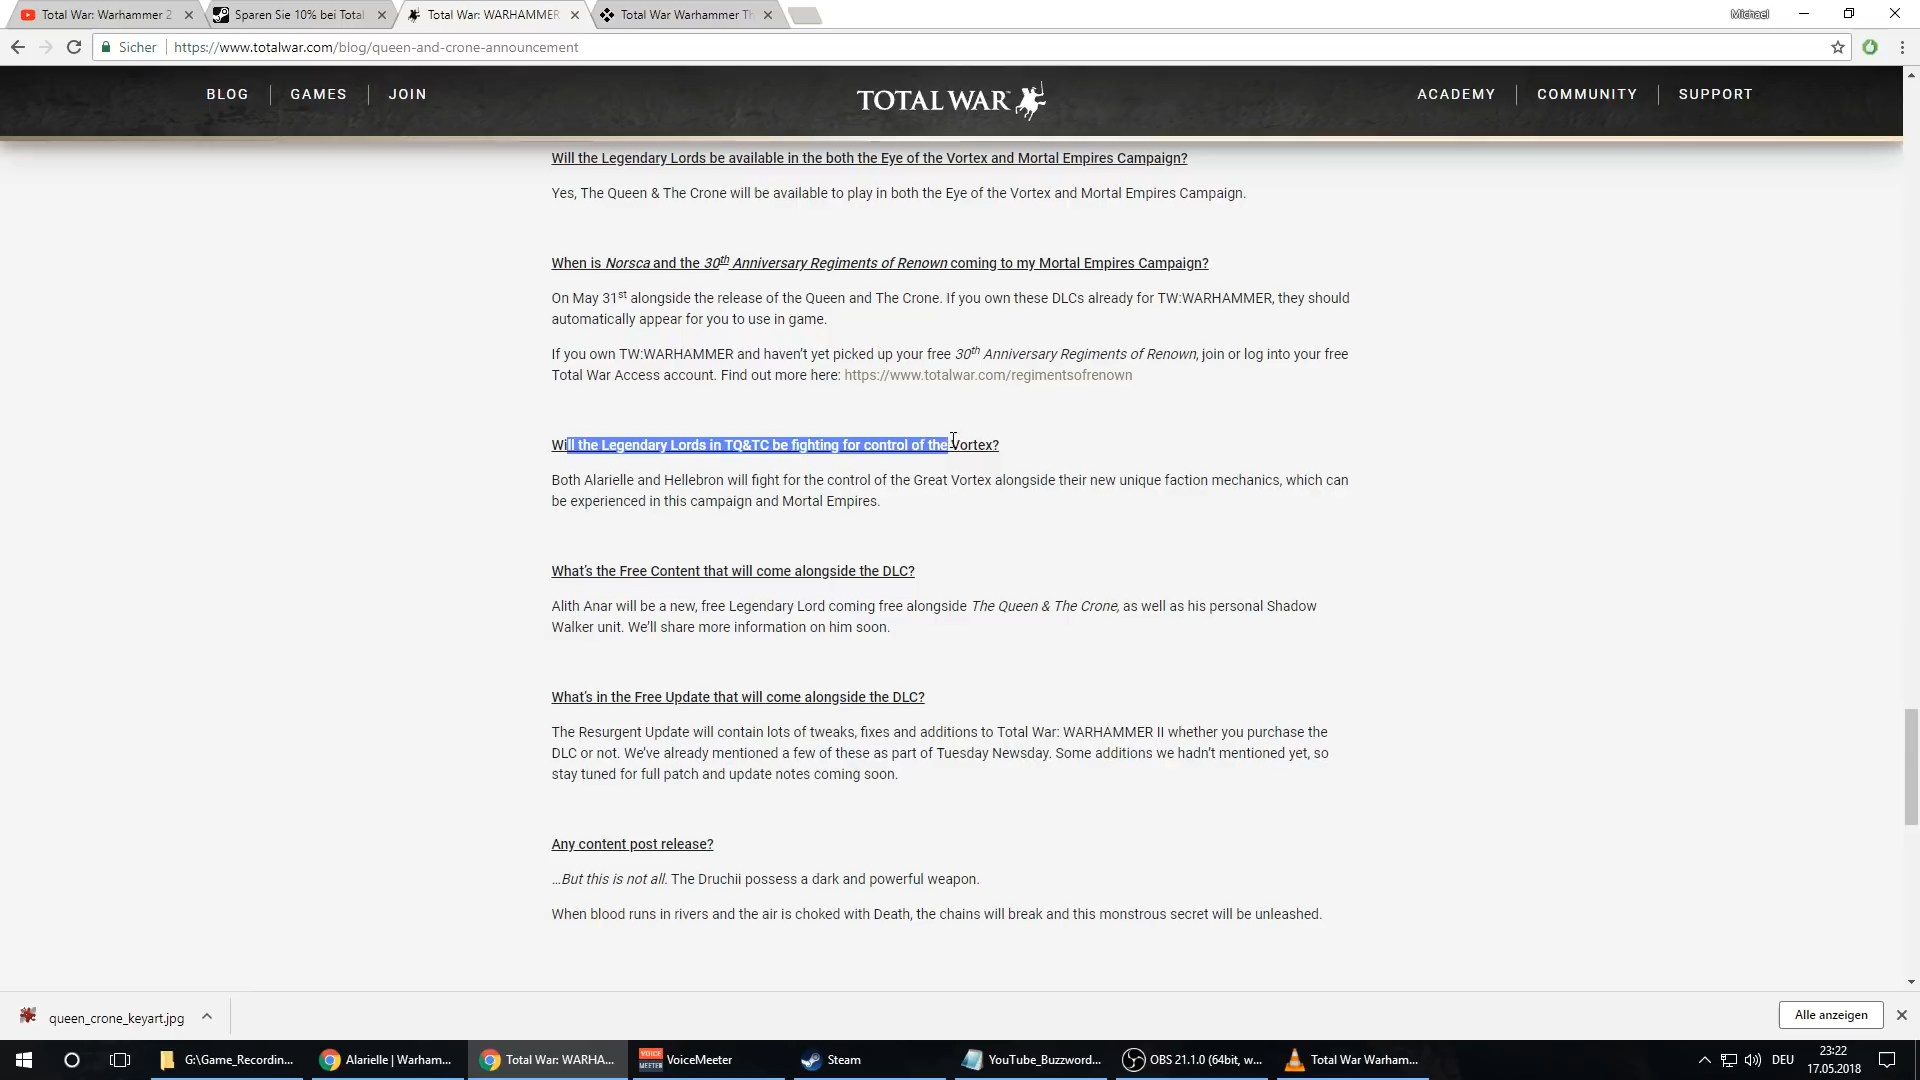 Total War: Warhammer 2
Sparen Sie 10% bei Total
Total War: WARHAMMER
Total War Warhammer Th
Michael
Sicher
https://www.totalwar.com/blog/queen-and-crone-announcement
BLOG
GAMES
JOIN
TOTAL WAR
ACADEMY
COMMUNITY
SUPPORT
Will the Legendary Lords be available in the both the Eye of the Vortex and Mortal Empires Campaign?
Yes, The Queen & The Crone will be available to play in both the Eye of the Vortex and Mortal Empires Campaign.
When is Norsca and the 30th Anniversary Regiments of Renown coming to my Mortal Empires Campaign?
On May 31st alongside the release of the Queen and The Crone. If you own these DLCs already for TW:WARHAMMER, they should
automatically appear for you to use in game.
If you own TW:WARHAMMER and haven't yet picked up your free 30th Anniversary Regiments of Renown, join or log into your free
Total War Access account. Find out more here: https://www.totalwar.com/regimentsofrenown
Will the Legendary Lords in TQ&TC be fighting for control of the Vortex?
Both Alarielle and Hellebron will fight for the control of the Great Vortex alongside their new unique faction mechanics, which can
be experienced in this campaign and Mortal Empires.
What's the Free Content that will come alongside the DLC?
Alith Anar will be a new, free Legendary Lord coming free alongside The Queen & The Crone, as well as his personal Shadow
Walker unit. We'll share more information on him soon.
What's in the Free Update that will come alongside the DLC?
The Resurgent Update will contain lots of tweaks, fixes and additions to Total War: WARHAMMER II whether you purchase the
DLC or not. We've already mentioned a few of these as part of Tuesday Newsday. Some additions we hadn't mentioned yet, so
stay tuned for full patch and update notes coming soon.
Any content post release?
...But this is not all. The Druchii possess a dark and powerful weapon.
When blood runs in rivers and the air is choked with Death, the chains will break and this monstrous secret will be unleashed.
queen_crone_keyart.jpg
Alle anzeigen
G:\Game_Recordin...
Alarielle | Warham...
Total War: WARHA...
VOICE MEETER
VoiceMeeter
Steam
YouTube_Buzzword...
OBS 21.1.0 (64bit, w...
Total War Warham...
DEU
23:22
17.05.2018